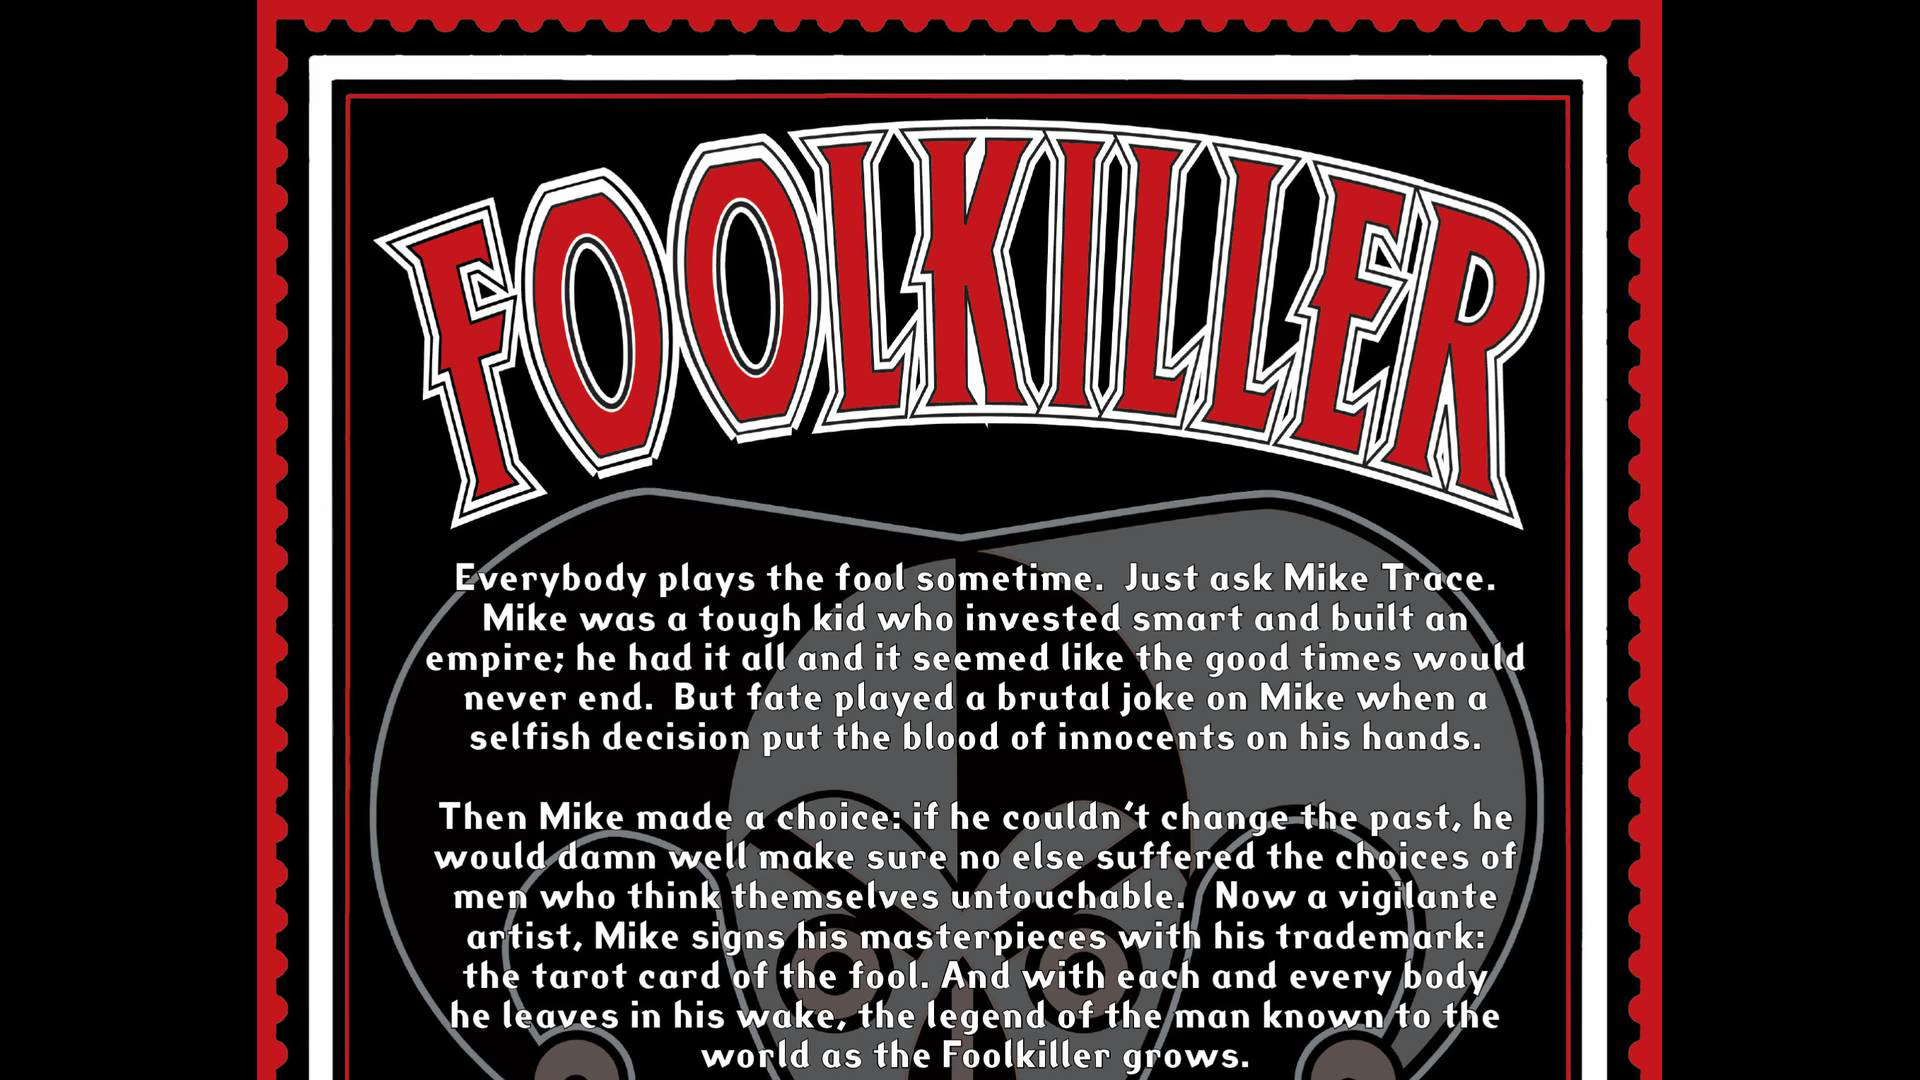 FOOLKILLER
Everybody plays the fool sometime.  Just ask Mike Trace.
Mike was a tough kid who invested smart and built an
empire; he had it all and it seemed like the good times would
never end.  But fate played a brutal joke on Mike when a
selfish decision put the blood of innocents on his hands.
Then Mike made a choice: if he couldn't change the past, he
would damn well make sure no else suffered the choices of
men who think themselves untouchable.  Now a vigilante
artist, Mike signs his masterpieces with his trademark:
the tarot card of the fool. And with each and every body
he leaves in his wake, the legend of the man known to the
world as the Foolkiller grows.